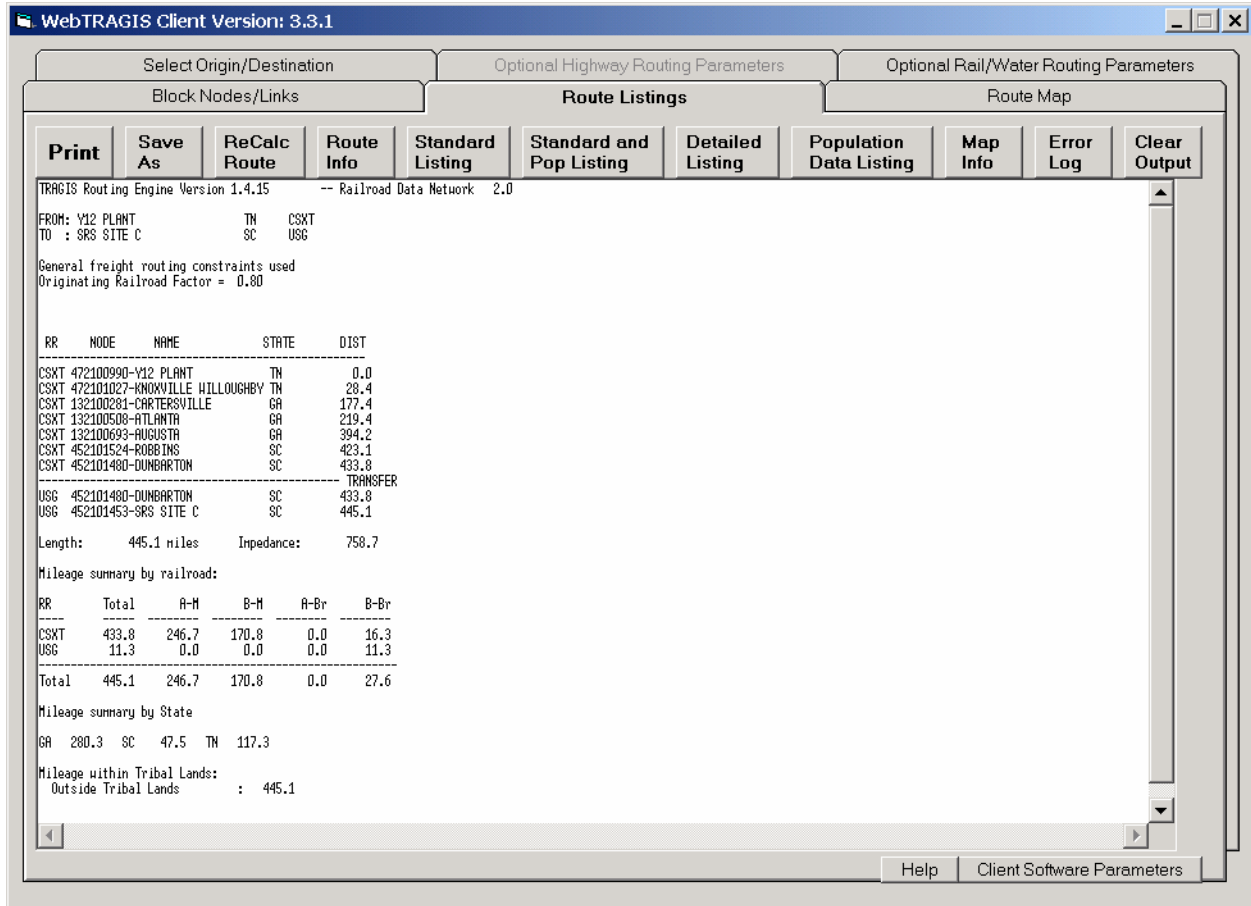 WebTRAGIS Client Version: 3.3.1
Select Origin/Destination Optional Highway Routing Parameters Optional Rail/Water Routing Parameters
Block Nodes/Links Route Listings Route Map
Print Save As ReCalc Route Route Info Standard Listing Standard and Pop Listing Detailed Listing Population Data Listing Map Info Error Log Clear Output
TRAGIS Routing Engine Version 1.4.15 -- Railroad Data Network 2.0
FROM: Y12 PLANT TN CSXT
TO : SRS SITE C SC USG
General freight routing constraints used
Originating Railroad Factor = 0.80
RR NODE NAME STATE DIST
CSXT 472100990-Y12 PLANT TN 0.0
CSXT 472101027-KNOXVILLE WILLOUGHBY TN 28.4
CSXT 132100281-CARTERSVILLE GA 177.4
CSXT 132100508-ATLANTA GA 219.4
CSXT 132100693-AUGUSTA GA 394.2
CSXT 452101524-ROBBINS SC 423.1
CSXT 452101480-DUNBARTON SC 433.8
----------------------------------------------- TRANSFER
USG 452101480-DUNBARTON SC 433.8
USG 452101453-SRS SITE C SC 445.1
Length: 445.1 miles Impedance: 758.7
Mileage summary by railroad:
RR Total A-M B-M A-Br B-Br
---- ----- -------- -------- -------- --------
CSXT 433.8 246.7 170.8 0.0 16.3
USG 11.3 0.0 0.0 0.0 11.3
Total 445.1 246.7 170.8 0.0 27.6
Mileage summary by State
GA 280.3 SC 47.5 TN 117.3
Mileage within Tribal Lands:
Outside Tribal Lands : 445.1
Help Client Software Parameters